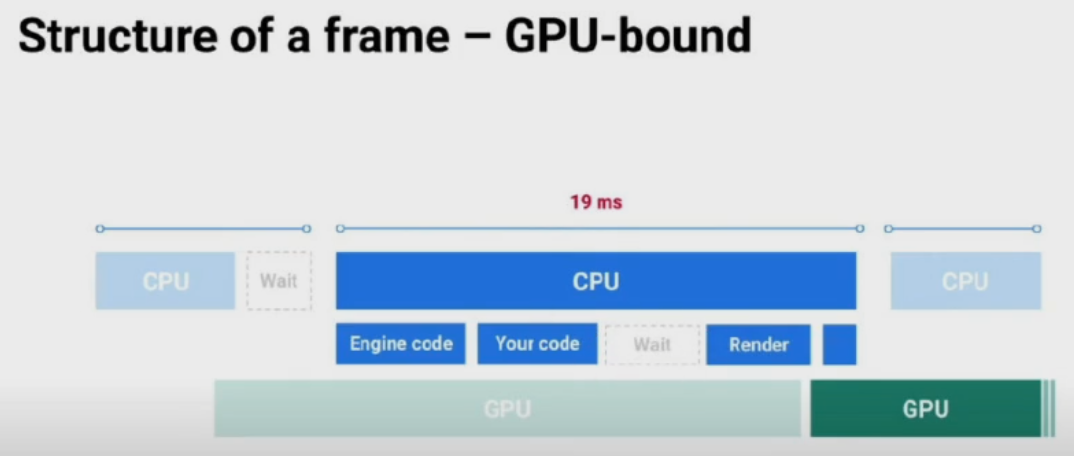 Structure of a frame – GPU-bound
19 ms
CPU
Wait
CPU
CPU
Engine code
Your code
Wait
Render
GPU
GPU